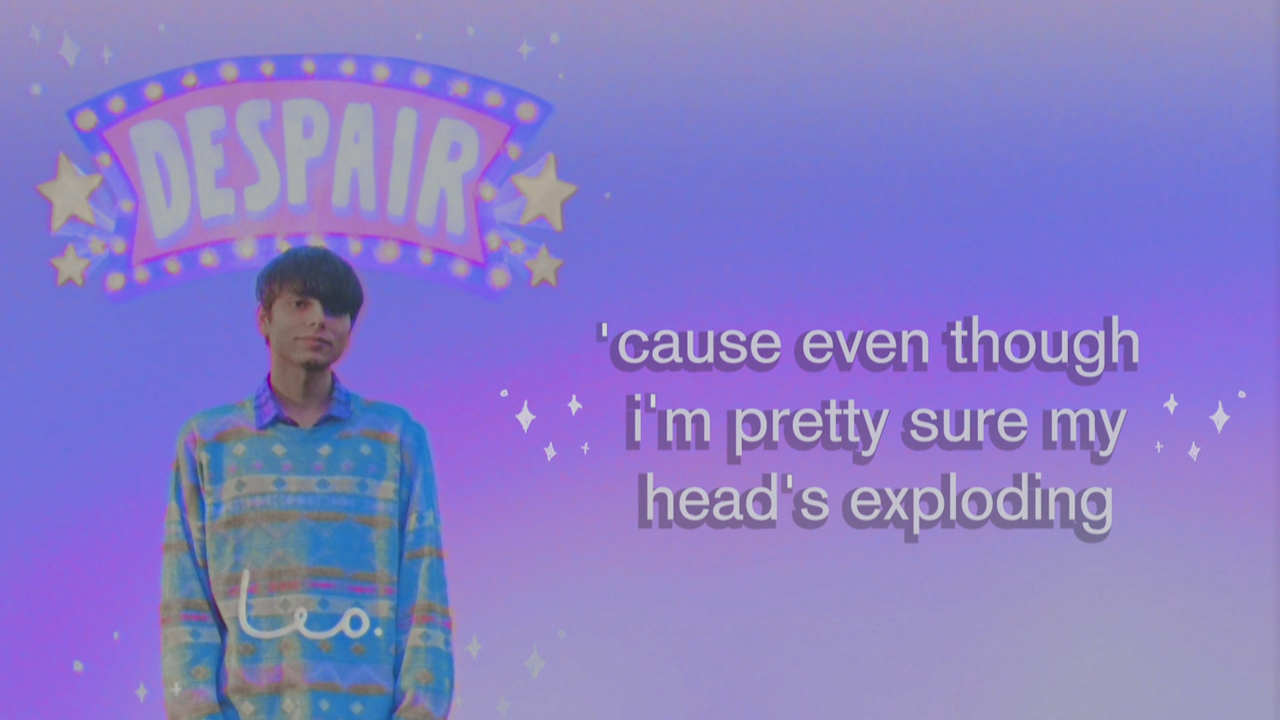 DESPAIR
'cause even though
i'm pretty sure my
head's exploding
leo.